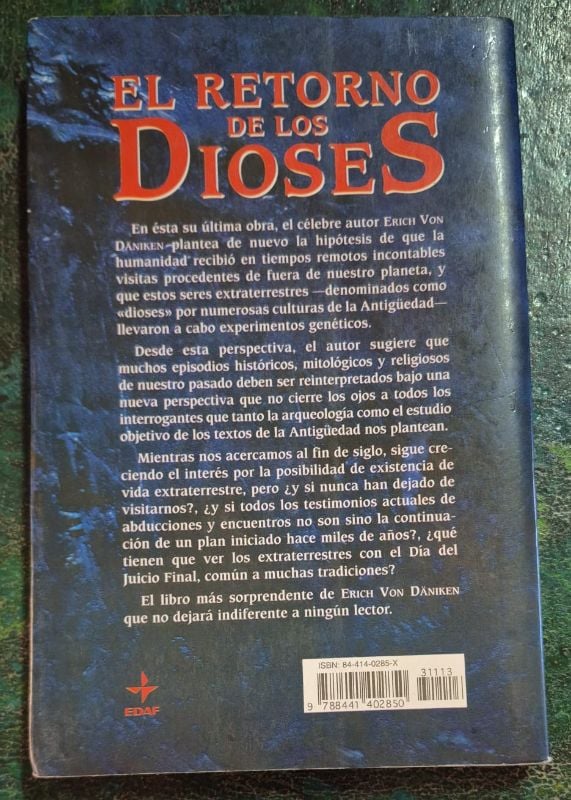 EL RETORNO
DE LOS
DIOSES
En ésta su última obra, el célebre autor ERICH VON
DÄNIKEN plantea de nuevo la hipótesis de que la
humanidad recibió en tiempos remotos incontables
visitas procedentes de fuera de nuestro planeta, y
que estos seres extraterrestres —denominados como
«dioses» por numerosas culturas de la Antigüedad—
llevaron a cabo experimentos genéticos.
Desde esta perspectiva, el autor sugiere que
muchos episodios históricos, mitológicos y religiosos
de nuestro pasado deben ser reinterpretados bajo una
nueva perspectiva que no cierre los ojos a todos los
interrogantes que tanto la arqueología como el estudio
objetivo de los textos de la Antigüedad nos plantean.
Mientras nos acercamos al fin de siglo, sigue cre-
ciendo el interés por la posibilidad de existencia de
vida extraterrestre, pero ¿y si nunca han dejado de
visitarnos?, ¿y si todos los testimonios actuales de
abducciones y encuentros no son sino la continua-
ción de un plan iniciado hace miles de años?, ¿qué
tienen que ver los extraterrestres con el Día del
Juicio Final, común a muchas tradiciones?
El libro más sorprendente de ERICH VON DÄNIKEN
que no dejará indiferente a ningún lector.
ISBN: 84-414-0285-X
31113
9 788441 402850
EDAF